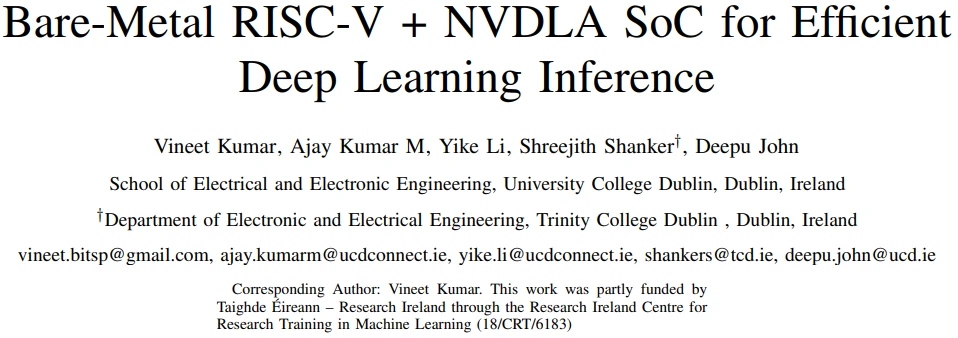 Bare-Metal RISC-V + NVDLA SoC for Efficient
Deep Learning Inference
Vineet Kumar, Ajay Kumar M, Yike Li, Shreejith Shanker†, Deepu John
School of Electrical and Electronic Engineering, University College Dublin, Dublin, Ireland
†Department of Electronic and Electrical Engineering, Trinity College Dublin , Dublin, Ireland
vineet.bitsp@gmail.com, ajay.kumarm@ucdconnect.ie, yike.li@ucdconnect.ie, shankers@tcd.ie, deepu.john@ucd.ie
Corresponding Author: Vineet Kumar. This work was partly funded by
Taighde Éireann – Research Ireland through the Research Ireland Centre for
Research Training in Machine Learning (18/CRT/6183)